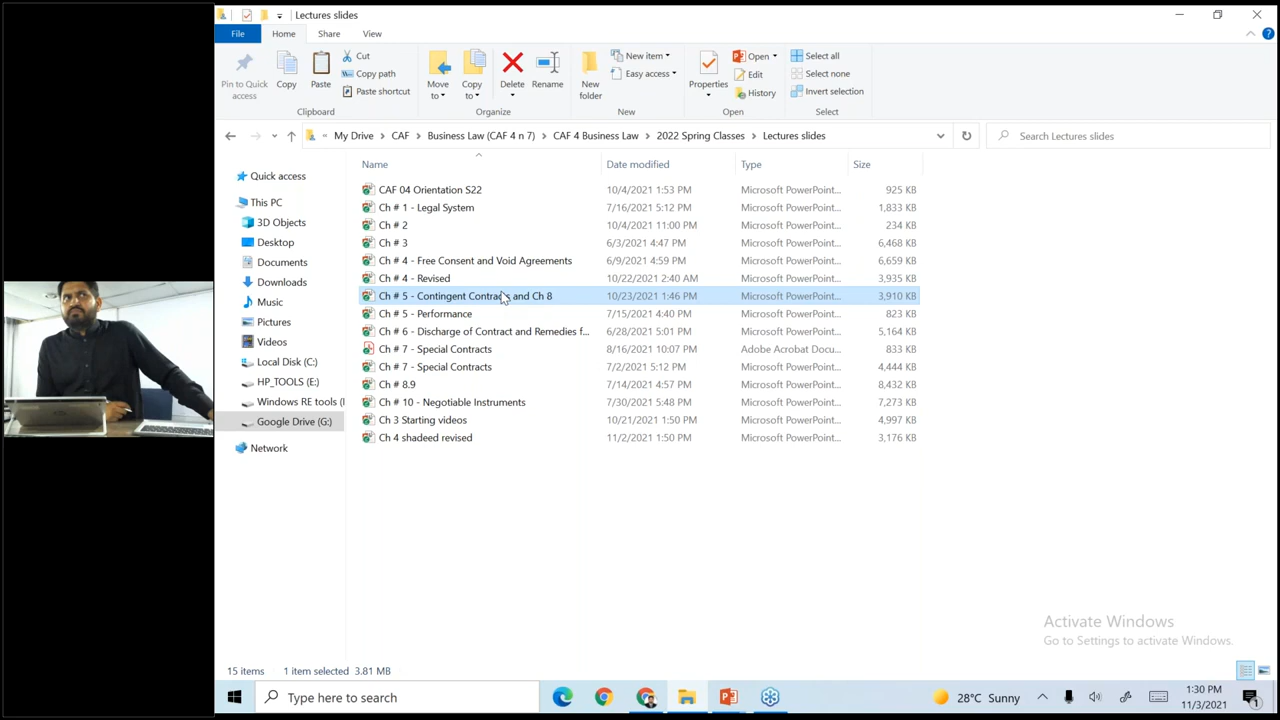 Lectures slides
File
Home
Share
View
Pin to Quick access
Copy
Paste
Cut
Copy path
Paste shortcut
Clipboard
Move to
Copy to
Delete
Rename
Organize
New folder
New item
Easy access
New
Properties
Open
Edit
History
Open
Select all
Select none
Invert selection
Select
« My Drive > CAF > Business Law (CAF 4 n 7) > CAF 4 Business Law > 2022 Spring Classes > Lectures slides
Search Lectures slides
Name Date modified Type Size
Quick access
This PC
3D Objects
Desktop
Documents
Downloads
Music
Pictures
Videos
Local Disk (C:)
HP_TOOLS (E:)
Windows RE tools (
Google Drive (G:)
Network
CAF 04 Orientation S22 10/4/2021 1:53 PM Microsoft PowerPoint... 925 KB
Ch # 1 - Legal System 7/16/2021 5:12 PM Microsoft PowerPoint... 1,833 KB
Ch # 2 10/4/2021 11:00 PM Microsoft PowerPoint... 234 KB
Ch # 3 6/3/2021 4:47 PM Microsoft PowerPoint... 6,468 KB
Ch # 4 - Free Consent and Void Agreements 6/9/2021 4:59 PM Microsoft PowerPoint... 6,659 KB
Ch # 4 - Revised 10/22/2021 2:40 AM Microsoft PowerPoint... 3,935 KB
Ch # 5 - Contingent Contracts and Ch 8 10/23/2021 1:46 PM Microsoft PowerPoint... 3,910 KB
Ch # 5 - Performance 7/15/2021 4:40 PM Microsoft PowerPoint... 823 KB
Ch # 6 - Discharge of Contract and Remedies f... 6/28/2021 5:01 PM Microsoft PowerPoint... 5,164 KB
Ch # 7 - Special Contracts 8/16/2021 10:07 PM Adobe Acrobat Docu... 833 KB
Ch # 7 - Special Contracts 7/2/2021 5:12 PM Microsoft PowerPoint... 4,444 KB
Ch # 8.9 7/14/2021 4:57 PM Microsoft PowerPoint... 8,432 KB
Ch # 10 - Negotiable Instruments 7/30/2021 5:48 PM Microsoft PowerPoint... 7,273 KB
Ch 3 Starting videos 10/21/2021 1:50 PM Microsoft PowerPoint... 4,997 KB
Ch 4 shadeed revised 11/2/2021 1:50 PM Microsoft PowerPoint... 3,176 KB
Activate Windows
Go to Settings to activate Windows.
15 items 1 item selected 3.81 MB
Type here to search
28°C Sunny
1:30 PM
11/3/2021
1